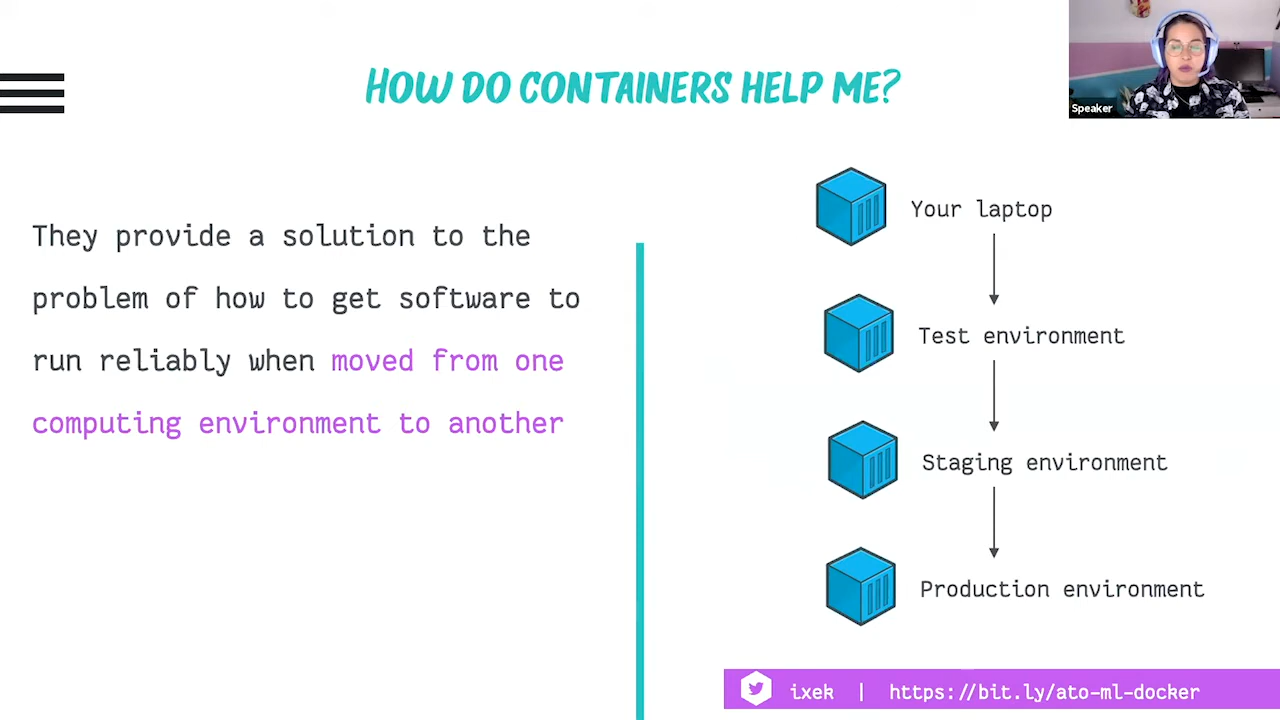 HOW DO CONTAINERS HELP ME?
Speaker
They provide a solution to the
problem of how to get software to
run reliably when moved from one
computing environment to another
Your laptop
Test environment
Staging environment
Production environment
ixek | https://bit.ly/ato-ml-docker